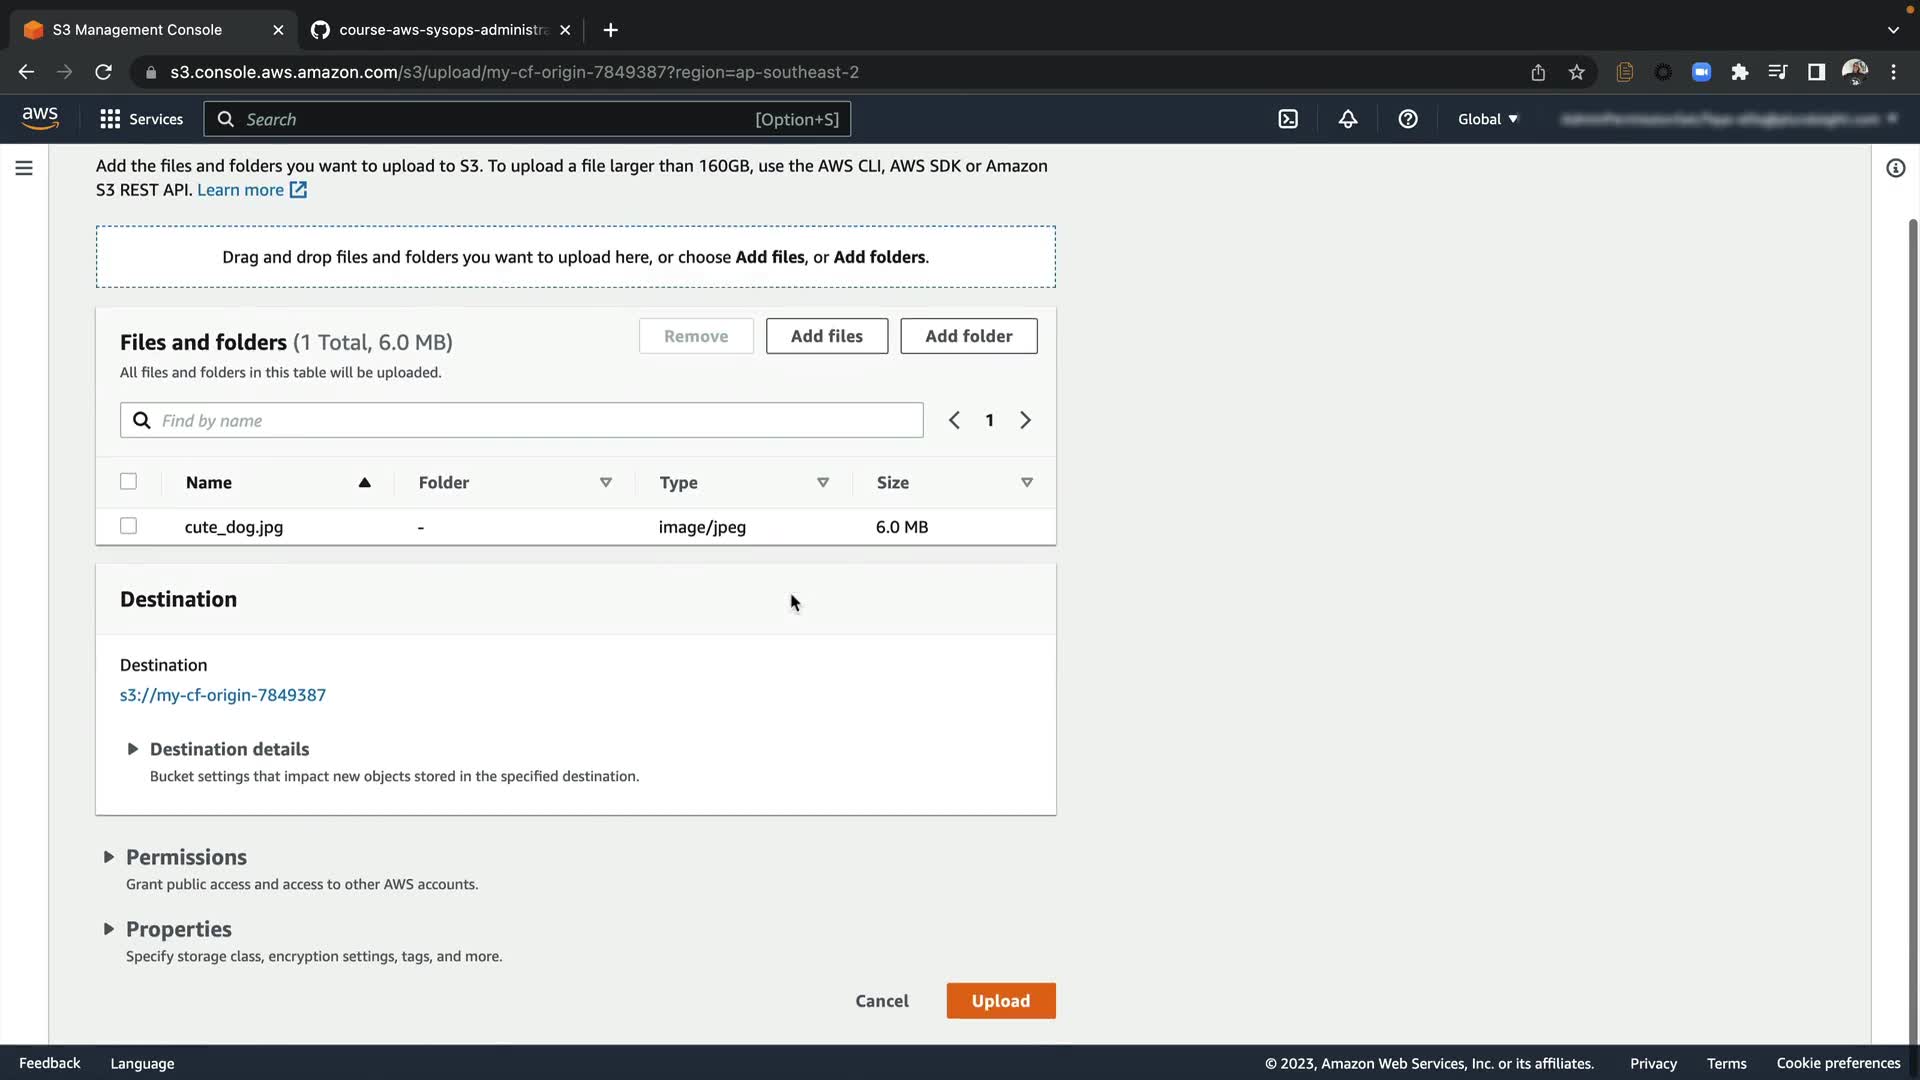 S3 Management Console
course-aws-sysops-administra
s3.console.aws.amazon.com/s3/upload/my-cf-origin-7849387?region=ap-southeast-2
aws
Services
Search
[Option+S]
Global
Add the files and folders you want to upload to S3. To upload a file larger than 160GB, use the AWS CLI, AWS SDK or Amazon
S3 REST API. Learn more
Drag and drop files and folders you want to upload here, or choose Add files, or Add folders.
Files and folders (1 Total, 6.0 MB)
Remove
Add files
Add folder
All files and folders in this table will be uploaded.
Find by name
1
Name Folder Type Size
cute_dog.jpg - image/jpeg 6.0 MB
Destination
Destination
s3://my-cf-origin-7849387
Destination details
Bucket settings that impact new objects stored in the specified destination.
Permissions
Grant public access and access to other AWS accounts.
Properties
Specify storage class, encryption settings, tags, and more.
Cancel
Upload
Feedback Language © 2023, Amazon Web Services, Inc. or its affiliates. Privacy Terms Cookie preferences